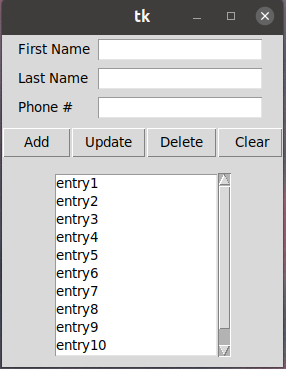 tk
First Name
Last Name
Phone #
Add Update Delete Clear
entry1
entry2
entry3
entry4
entry5
entry6
entry7
entry8
entry9
entry10